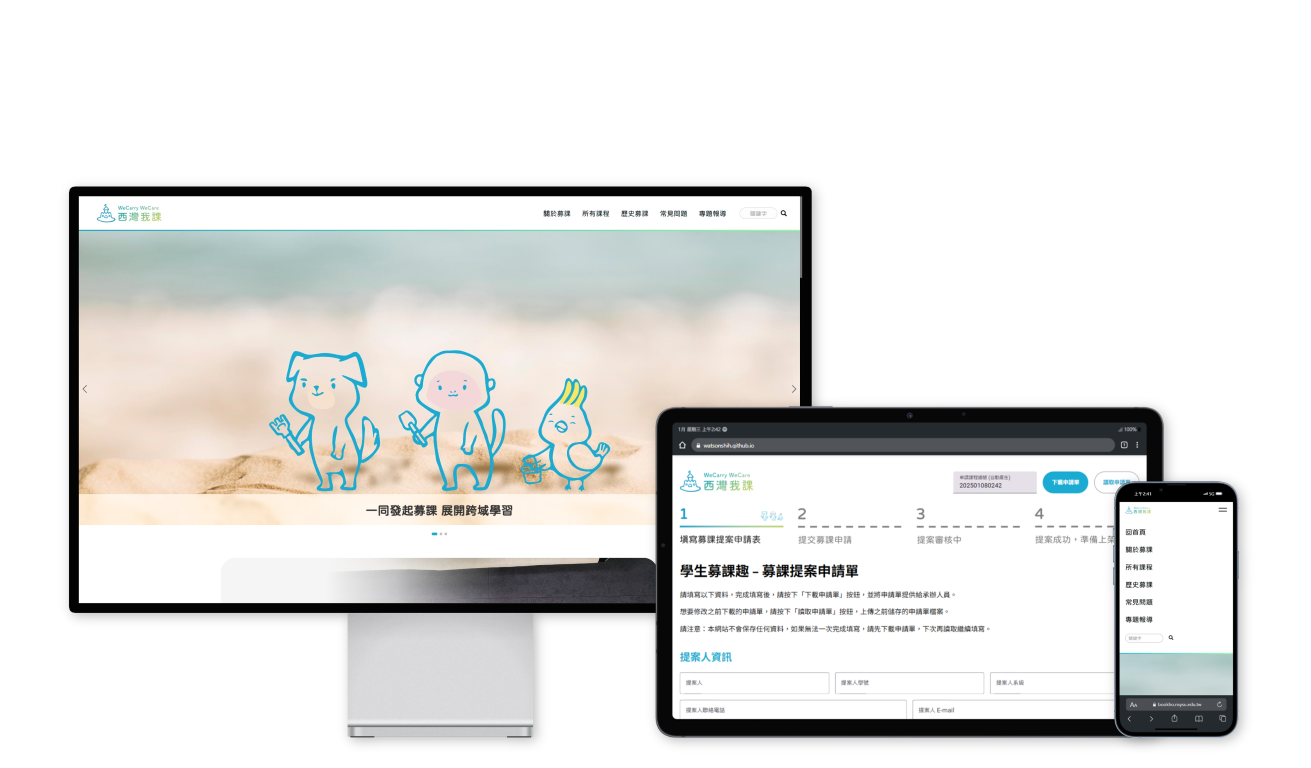 WeCarry WeCare
西灣我課
關於募課 所有課程 歷史募課 常見問題 專題報導 關鍵字
一同發起募課 展開跨域學習
1月 星期三 上午2:42
100%
watsonshih.github.io
1
WeCarry WeCare
西灣我課
申請課程編號 (自動產生)
202501080242
下載申請單
讀取申請單
1 2 3 4
填寫募課提案申請表 提交募課申請 提案審核中 提案成功，準備上架
學生募課趣 – 募課提案申請單
請填寫以下資料，完成填寫後，請按下「下載申請單」按鈕，並將申請單提供給承辦人員。
想要修改之前下載的申請單，請按下「讀取申請單」按鈕，上傳之前儲存的申請單檔案。
請注意：本網站不會保存任何資料，如果無法一次完成填寫，請先下載申請單，下次再讀取繼續填寫。
提案人資訊
提案人 提案人學號 提案人系級
提案人聯絡電話 提案人 E-mail
上午2:41
5G
西灣我課
回首頁
關於募課
所有課程
歷史募課
常見問題
專題報導
關鍵字
AA